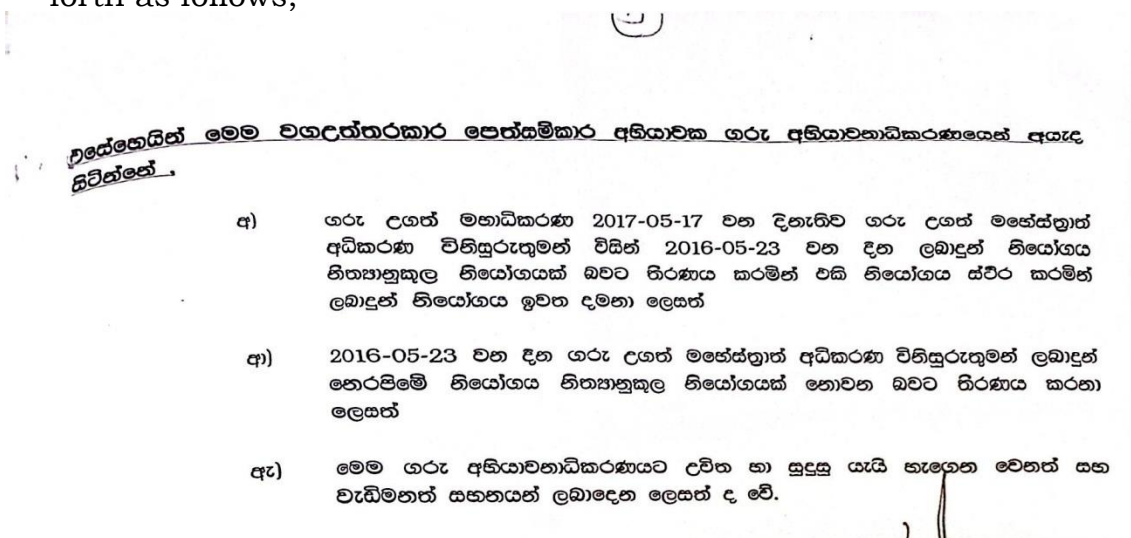 forth as follows;
එසේහෙයින් මෙම වගඋත්තරකාර පෙත්සම්කාර අභියාචක ගරු අභියාචනාධිකරණයෙන් අයැද
සිටින්නේ .
අ) ගරු උගත් මහාධිකරණ 2017-05-17 වන දිනැතිව ගරු උගත් මහේස්ත්‍රාත්
අධිකරණ විනිසුරුතුමන් විසින් 2016-05-23 වන දින ලබාදුන් නියෝගය
නිත්‍යානුකූල නියෝගයක් බවට තිරණය කරමින් එකි නියෝගය ස්ථිර කරමින්
ලබාදුන් නියෝගය ඉවත දමනා ලෙසත්
ආ) 2016-05-23 වන දින ගරු උගත් මහේස්ත්‍රාත් අධිකරණ විනිසුරුතුමන් ලබාදුන්
නෙරපිමේ නියෝගය නිත්‍යානුකූල නියෝගයක් නොවන බවට තිරණය කරනා
ලෙසත්
ඇ) මෙම ගරු අභියාචනාධිකරණයට උචිත හා සුදුසු යැයි හැඟෙන වෙනත් සහ
වැඩිමනත් සහනයන් ලබාදෙන ලෙසත් ද වේ.